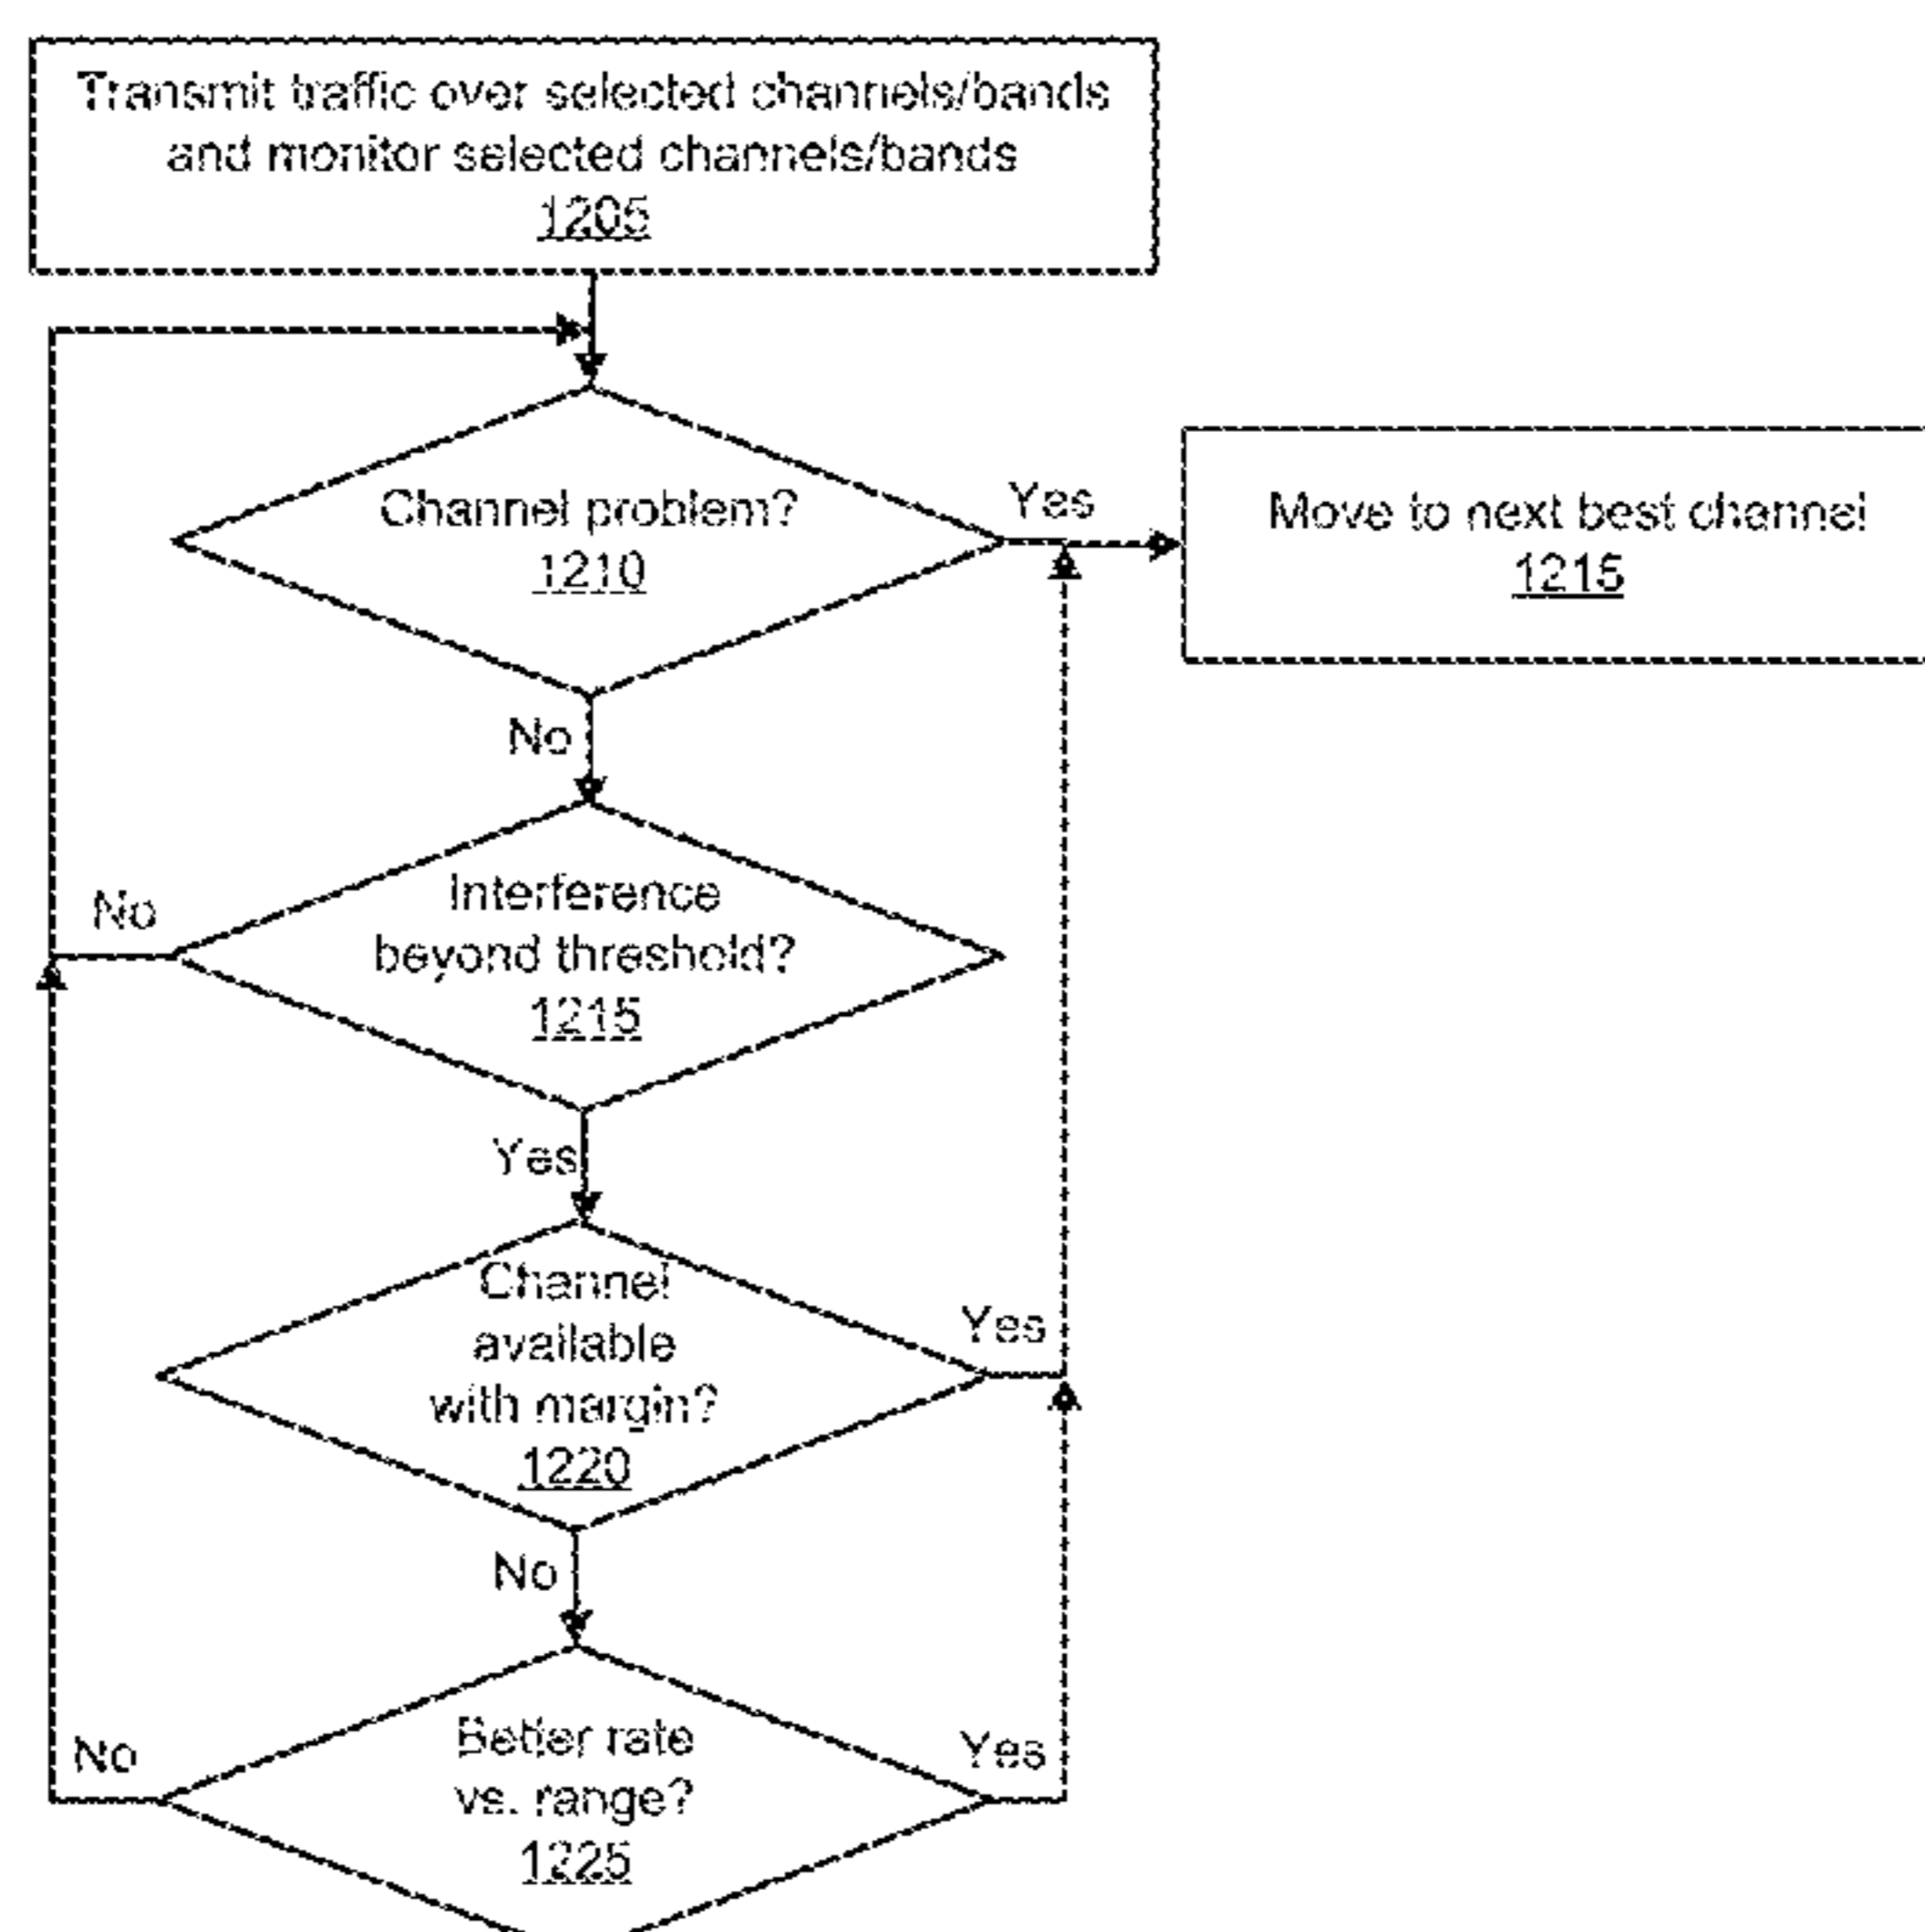 Transmit traffic over selected channels/bands
and monitor selected channels/bands
1205
Channel problem?
1210
Yes
Move to next best channel
1215
No
Interference
beyond threshold?
1215
No
Yes
Channel
available
with margin?
1220
Yes
No
Better rate
vs. range?
1225
No
Yes